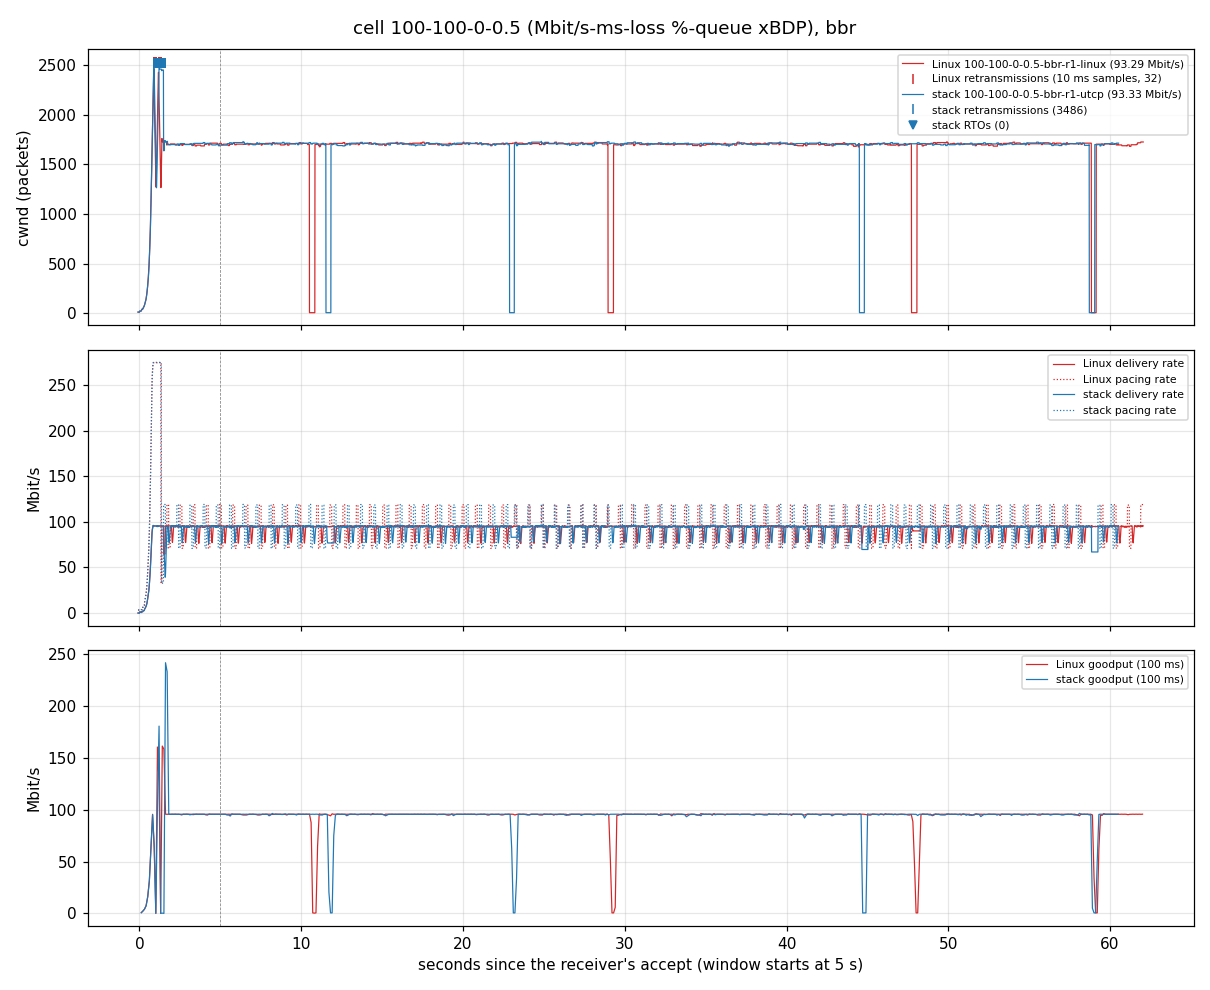 cell 100-100-0-0.5 (Mbit/s-ms-loss %-queue xBDP), bbr
2500
2000
1500
1000
500
0
cwnd (packets)
Linux 100-100-0-0.5-bbr-r1-linux (93.29 Mbit/s)
Linux retransmissions (10 ms samples, 32)
stack 100-100-0-0.5-bbr-r1-utcp (93.33 Mbit/s)
stack retransmissions (3486)
stack RTOs (0)
250
200
150
100
50
0
Mbit/s
Linux delivery rate
Linux pacing rate
stack delivery rate
stack pacing rate
250
200
150
100
50
0
Mbit/s
Linux goodput (100 ms)
stack goodput (100 ms)
0 10 20 30 40 50 60
seconds since the receiver's accept (window starts at 5 s)